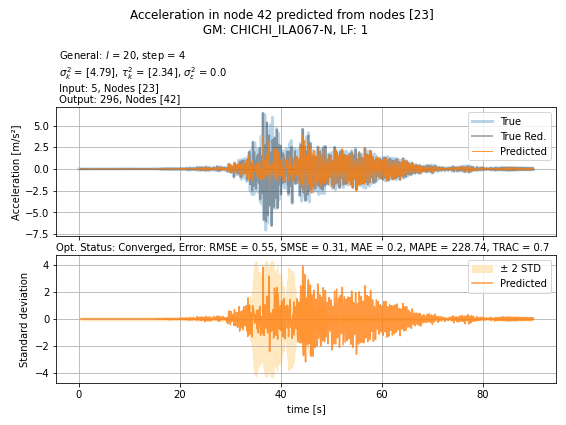 Acceleration in node 42 predicted from nodes [23]
GM: CHICHI_ILA067-N, LF: 1
General: l = 20, step = 4
σ²ₖ = [4.79], τ²ₖ = [2.34], σ²ε = 0.0
Input: 5, Nodes [23]
Output: 296, Nodes [42]
Acceleration [m/s²]
5.0
2.5
0.0
−2.5
−5.0
−7.5
True
True Red.
Predicted
Opt. Status: Converged, Error: RMSE = 0.55, SMSE = 0.31, MAE = 0.2, MAPE = 228.74, TRAC = 0.7
Standard deviation
4
2
0
−2
−4
± 2 STD
Predicted
0
20
40
60
80
time [s]